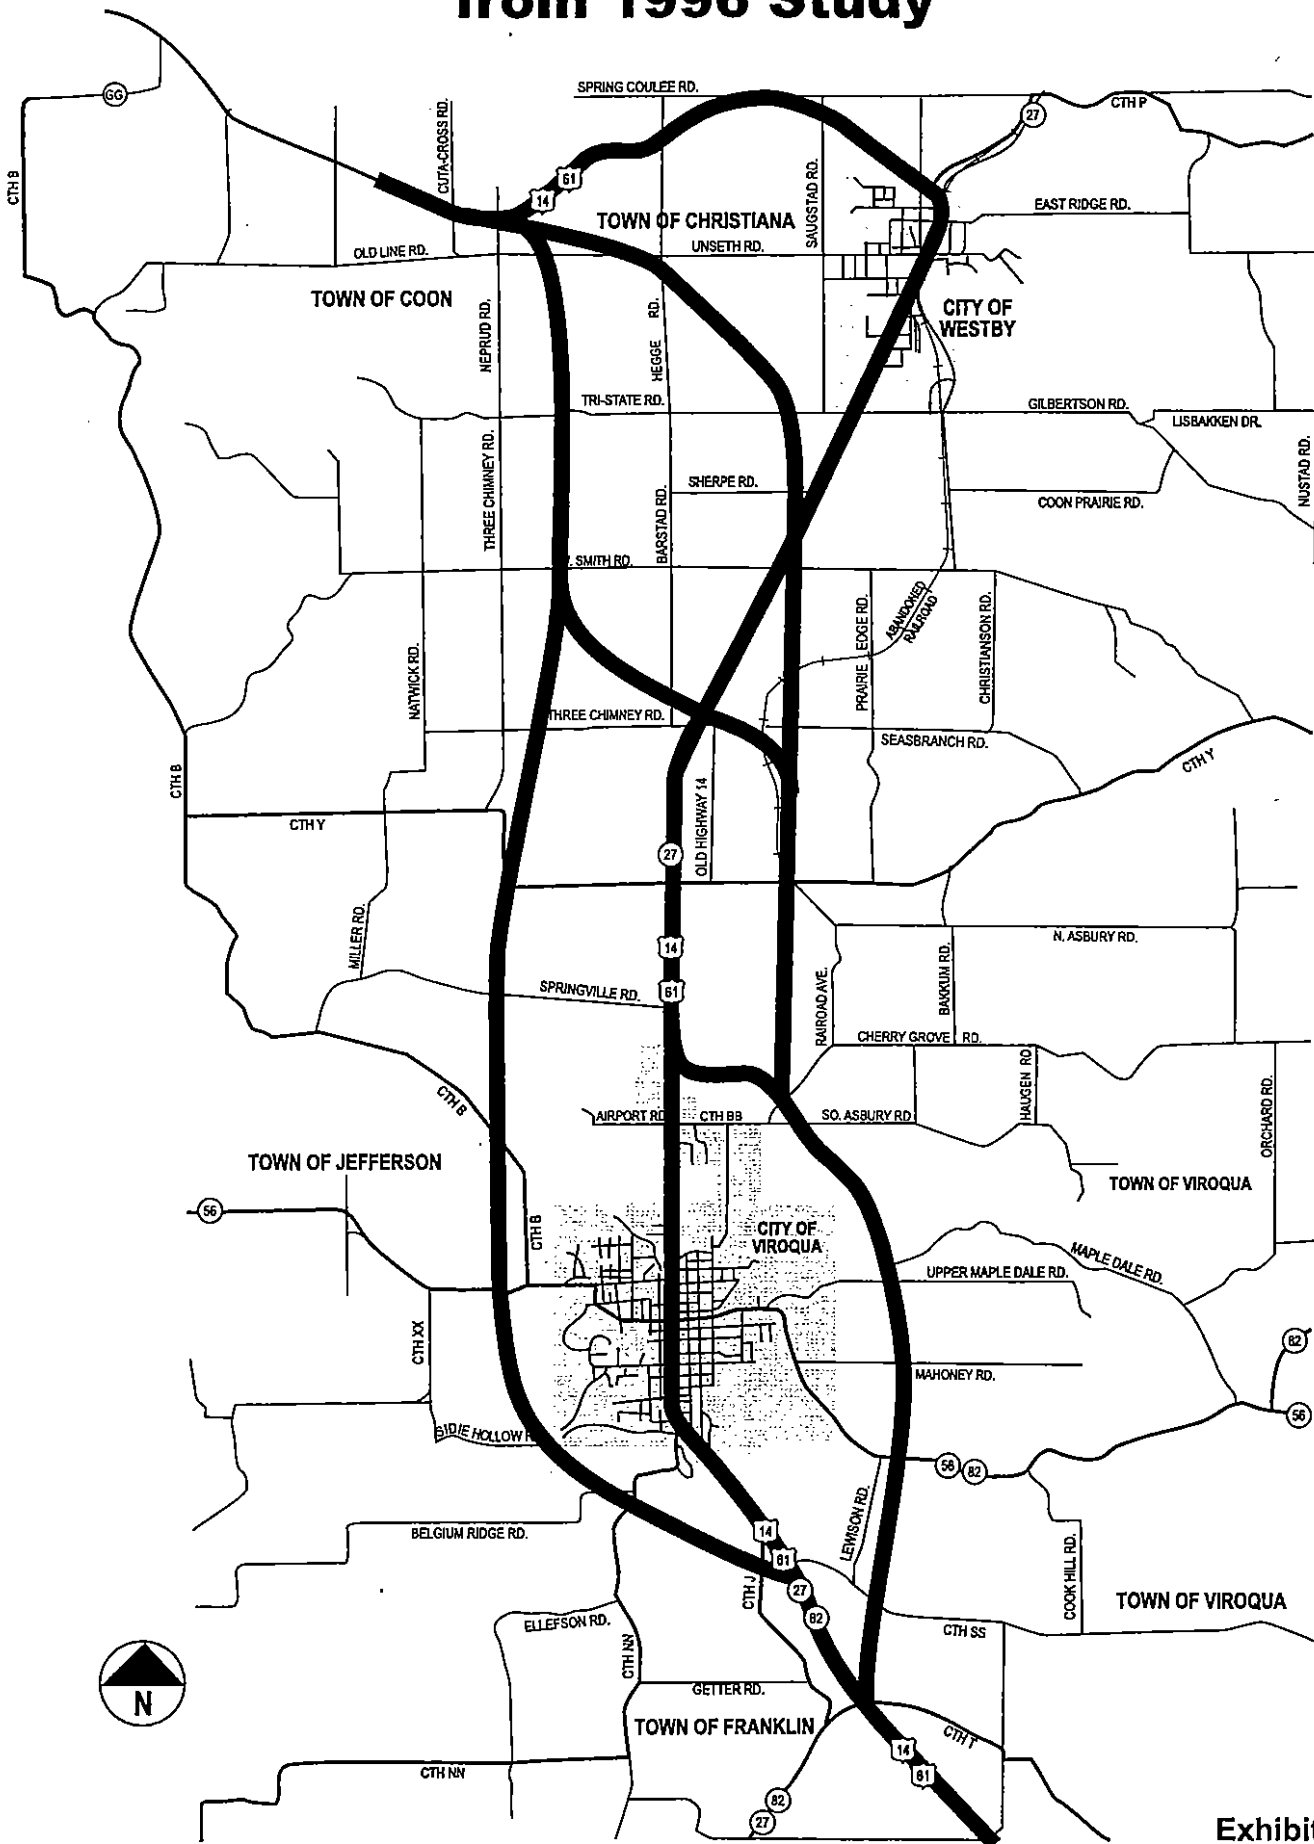 from 1996 Study
SPRING COULEE RD.
GG
CTH P
27
CTH B
CUTA-CROSS RD.
61
14
SAUGSTAD RD.
EAST RIDGE RD.
TOWN OF CHRISTIANA
UNSETH RD.
OLD LINE RD.
TOWN OF COON
NEPRUD RD.
HEGGE RD.
CITY OF
WESTBY
TRI-STATE RD.
GILBERTSON RD.
LISBAKKEN DR.
NUSTAD RD.
THREE CHIMNEY RD.
BARSTAD RD.
SHERPE RD.
COON PRAIRIE RD.
SMITH RD.
ABANDONED
RAILROAD
PRAIRIE EDGE RD.
CHRISTIANSON RD.
NATWICK RD.
THREE CHIMNEY RD.
SEASBRANCH RD.
CTH Y
CTH B
CTH Y
OLD HIGHWAY 14
27
MILLER RD.
14
N. ASBURY RD.
61
SPRINGVILLE RD.
RAIROAD AVE.
BAKKUM RD.
CHERRY GROVE RD.
HAUGEN RD
ORCHARD RD.
CTH B
AIRPORT RD
CTH BB
SO. ASBURY RD
TOWN OF JEFFERSON
TOWN OF VIROQUA
56
CTH B
CITY OF
VIROQUA
MAPLE DALE RD.
UPPER MAPLE DALE RD.
CTH XX
82
MAHONEY RD.
56
SIDIE HOLLOW R
56
82
LEWISON RD.
BELGIUM RIDGE RD.
14
61
COOK HILL RD.
CTH J
27
TOWN OF VIROQUA
82
ELLEFSON RD.
CTH SS
CTH NN
N
GETTER RD.
TOWN OF FRANKLIN
CTH T
14
61
CTH NN
82
27
Exhibi